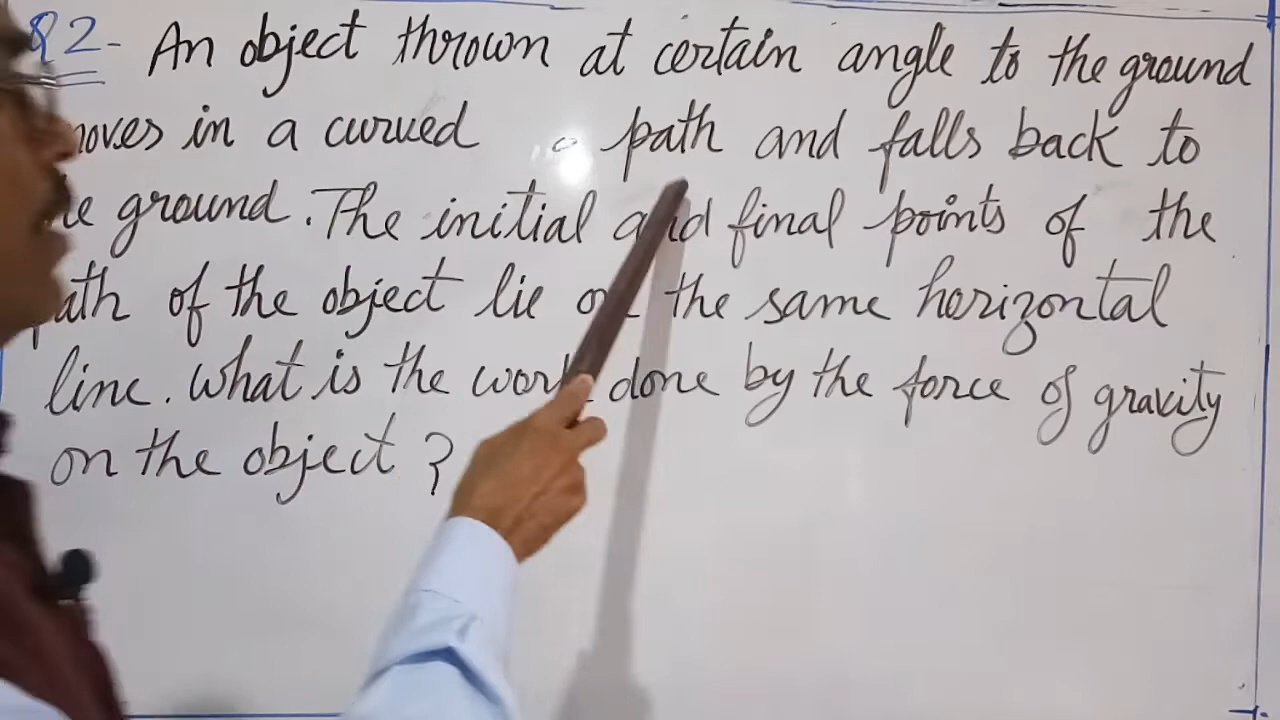 Q2- An object thrown at certain angle to the ground
moves in a curved path and falls back to
the ground. The initial and final points of the
path of the object lie on the same horizontal
line. What is the work done by the force of gravity
on the object?